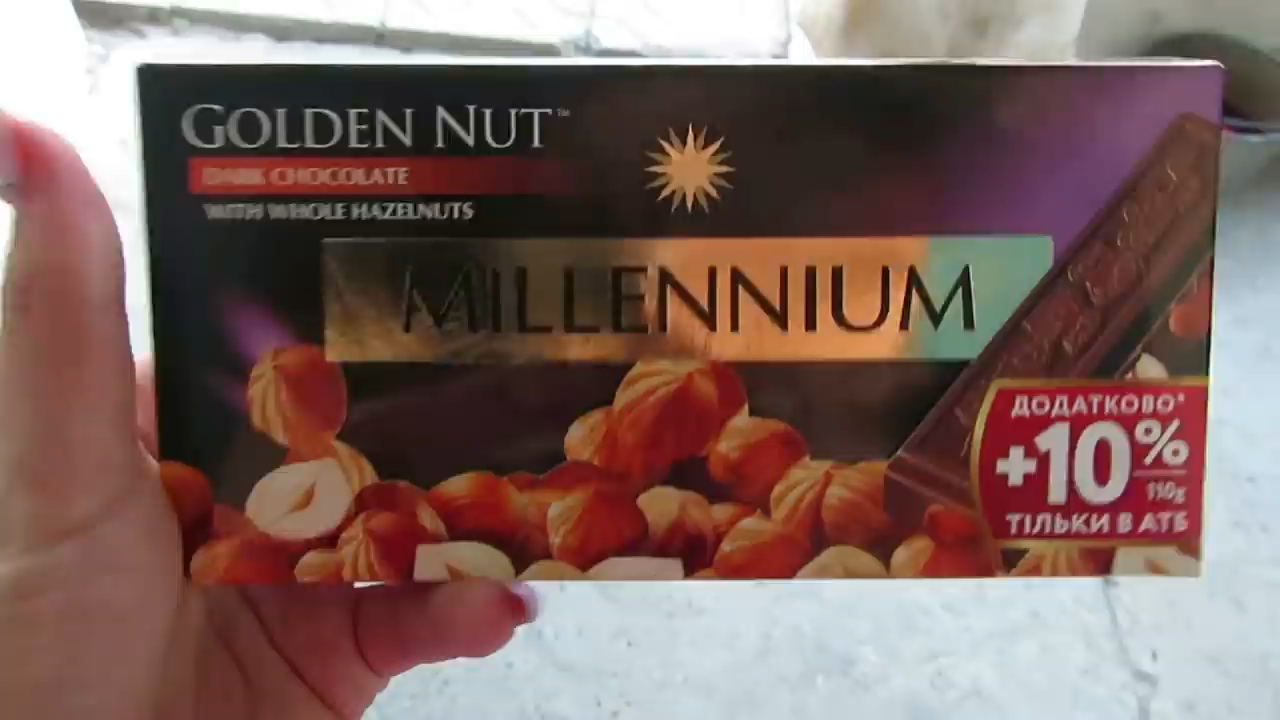 GOLDEN NUT™
DARK CHOCOLATE
WITH WHOLE HAZELNUTS
MILLENNIUM
ДОДАТКОВО*
+10%
110g
ТІЛЬКИ В АТБ